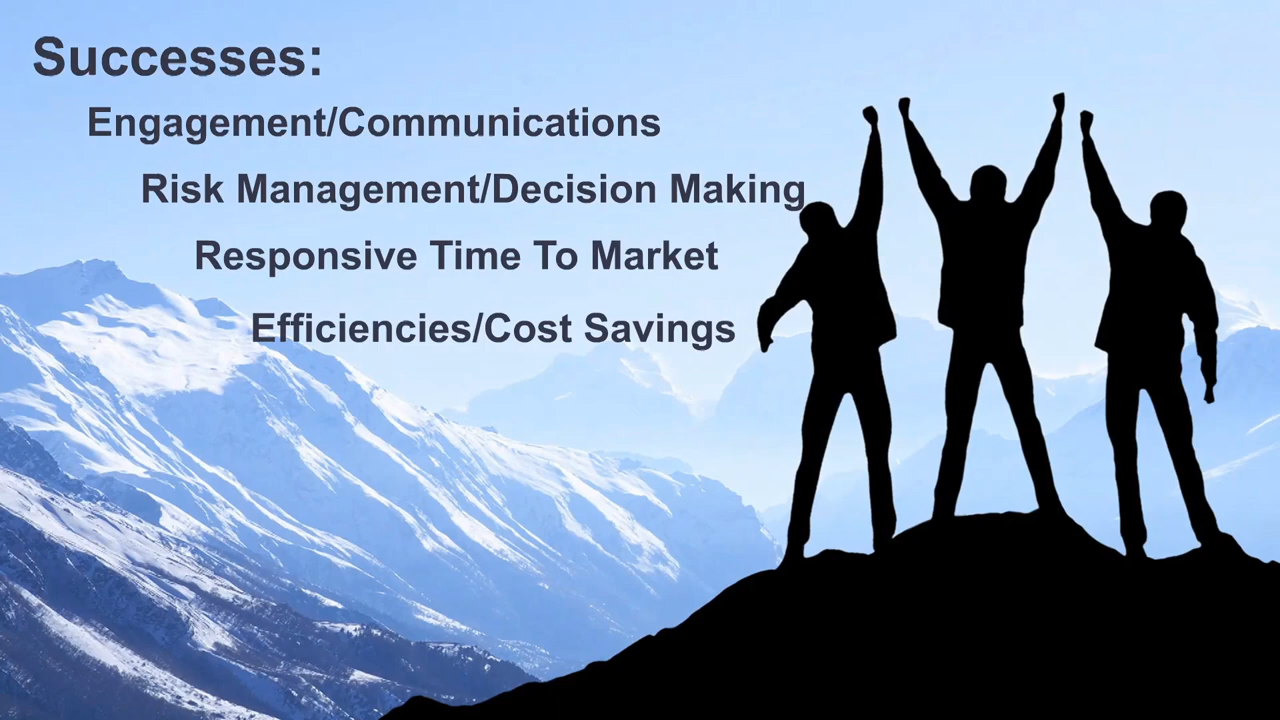 Successes:
Engagement/Communications
Risk Management/Decision Making
Responsive Time To Market
Efficiencies/Cost Savings